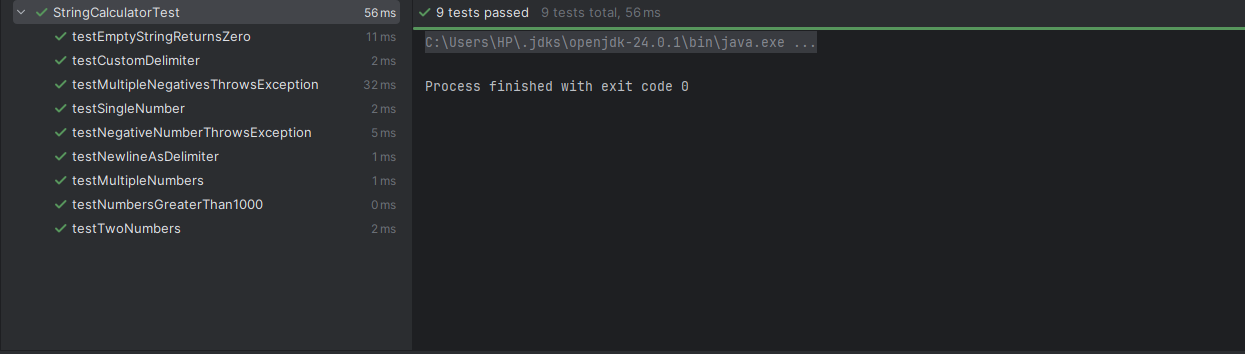 StringCalculatorTest 56 ms
testEmptyStringReturnsZero 11 ms
testCustomDelimiter 2 ms
testMultipleNegativesThrowsException 32 ms
testSingleNumber 2 ms
testNegativeNumberThrowsException 5 ms
testNewlineAsDelimiter 1 ms
testMultipleNumbers 1 ms
testNumbersGreaterThan1000 0 ms
testTwoNumbers 2 ms
9 tests passed 9 tests total, 56 ms
C:\Users\HP\.jdks\openjdk-24.0.1\bin\java.exe ...
Process finished with exit code 0